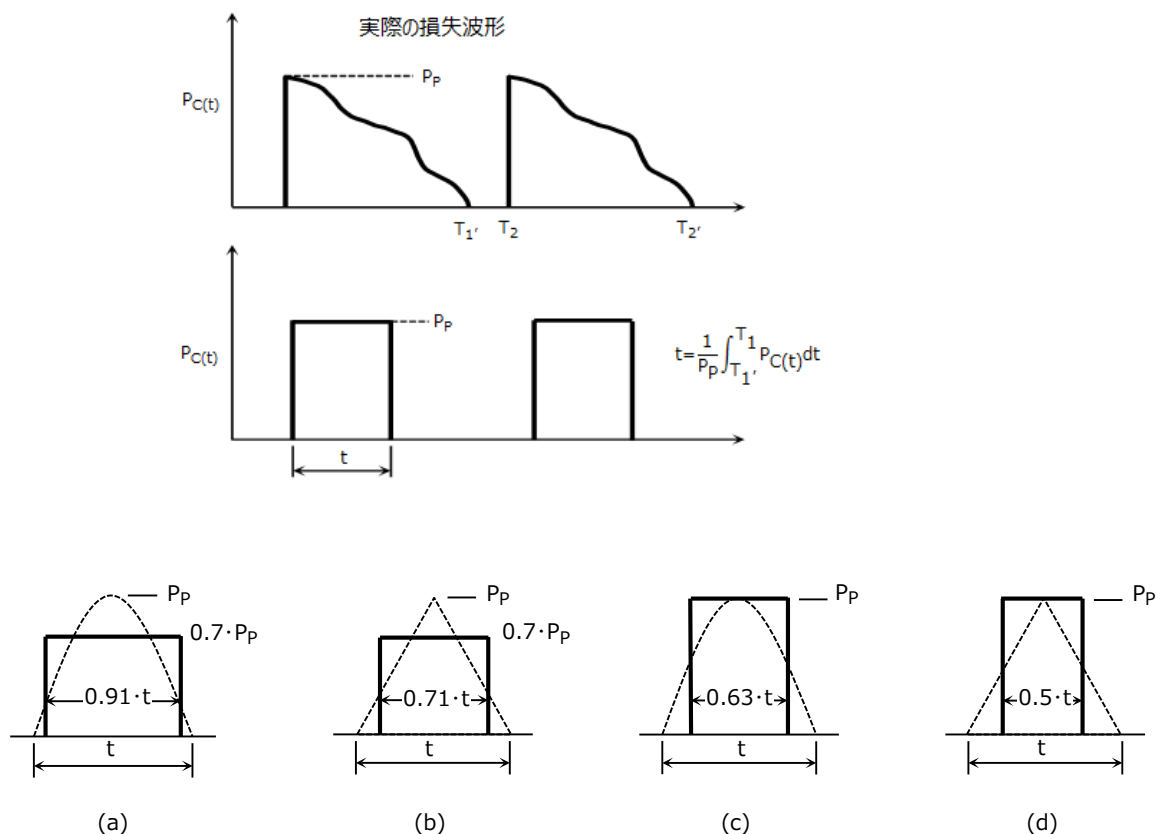 実際の損失波形
P_P
P_C(t)
T_1' T_2 T_2'
P_P
P_C(t)
t=1/P_P∫_T_1'^T_1 P_C(t)dt
t
P_P
0.7·P_P
0.91·t
t
(a)
P_P
0.7·P_P
0.71·t
t
(b)
P_P
0.63·t
t
(c)
P_P
0.5·t
t
(d)